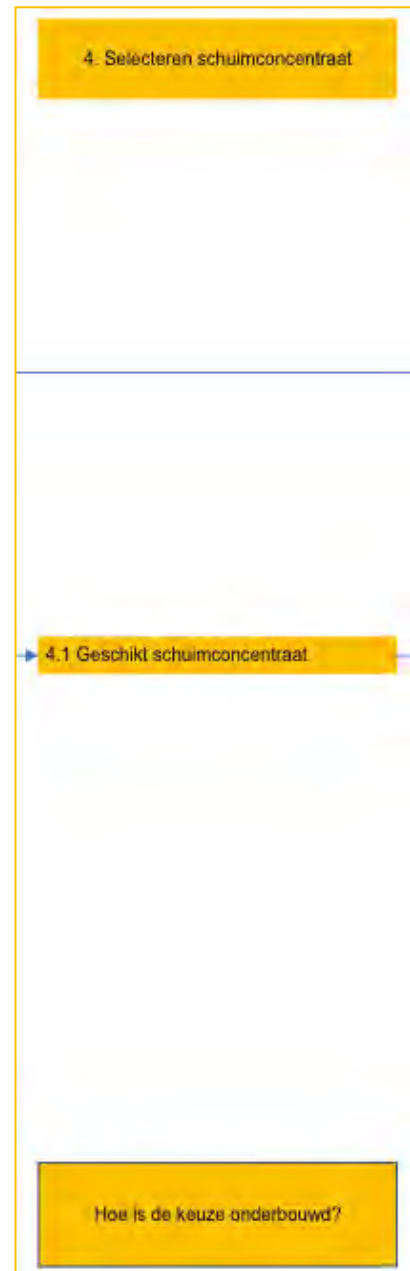 4. Selecteren schuimconcentraat
4.1 Geschikt schuimconcentraat
Hoe is de keuze onderbouwd?